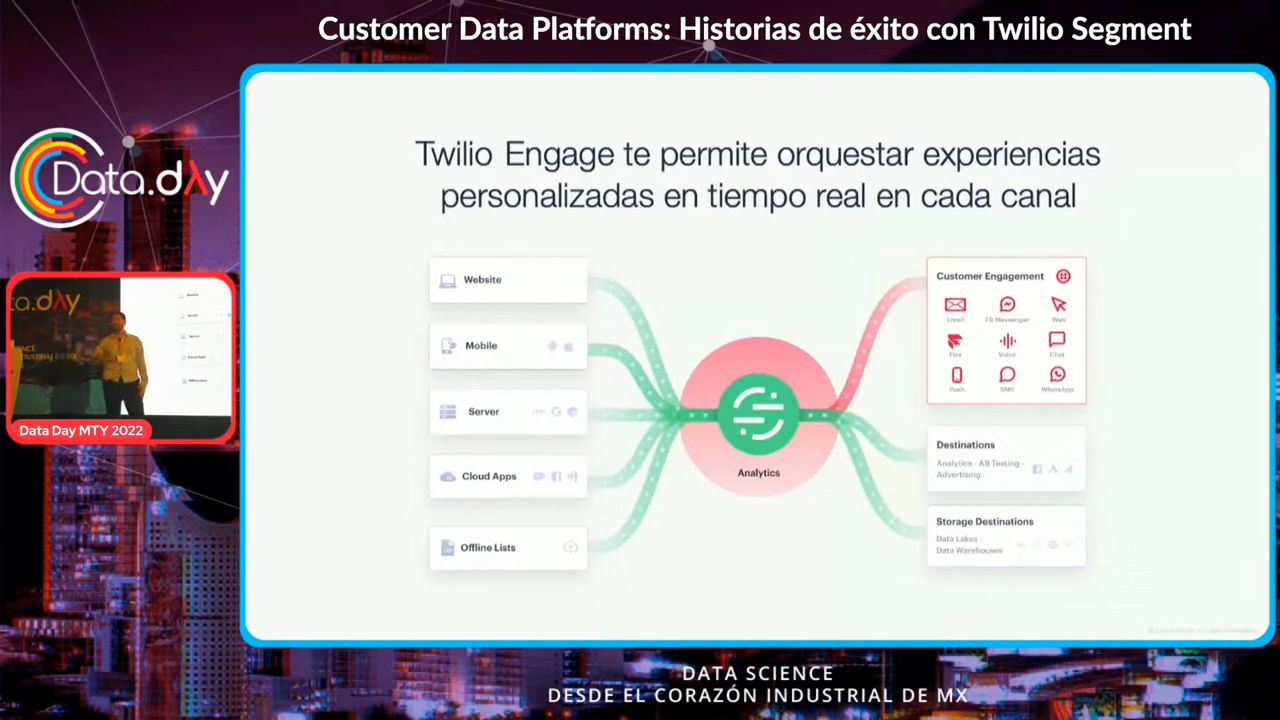 Customer Data Platforms: Historias de éxito con Twilio Segment
Data.dλy
Twilio Engage te permite orquestar experiencias
personalizadas en tiempo real en cada canal
Website
Mobile
Server
Cloud Apps
Offline Lists
Analytics
Customer Engagement
Email
FB Messenger
Web
Flex
Voice
Chat
Push
SMS
WhatsApp
Destinations
Analytics - AB Testing -
Advertising
Storage Destinations
Data Lakes -
Data Warehouses
ta.dλy
Data Day MTY 2022
DATA SCIENCE
DESDE EL CORAZÓN INDUSTRIAL DE MX